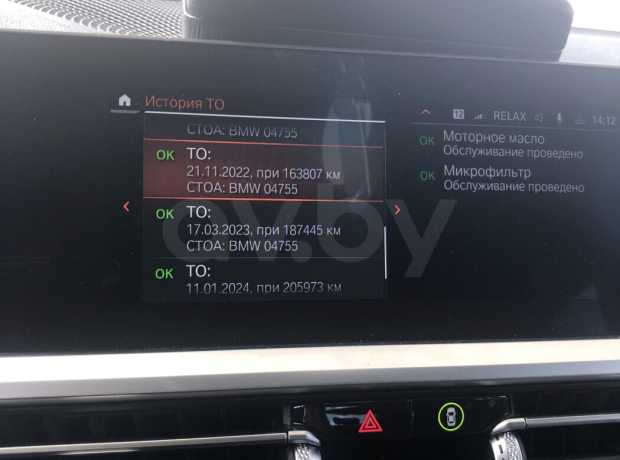 История ТО
12 RELAX 14:12
СТОА: BMW 04755
OK ТО:
21.11.2022, при 163807 км
СТОА: BMW 04755
OK ТО:
17.03.2023, при 187445 км
СТОА: BMW 04755
OK ТО:
11.01.2024, при 205973 км
OK Моторное масло
Обслуживание проведено
OK Микрофильтр
Обслуживание проведено
av.by